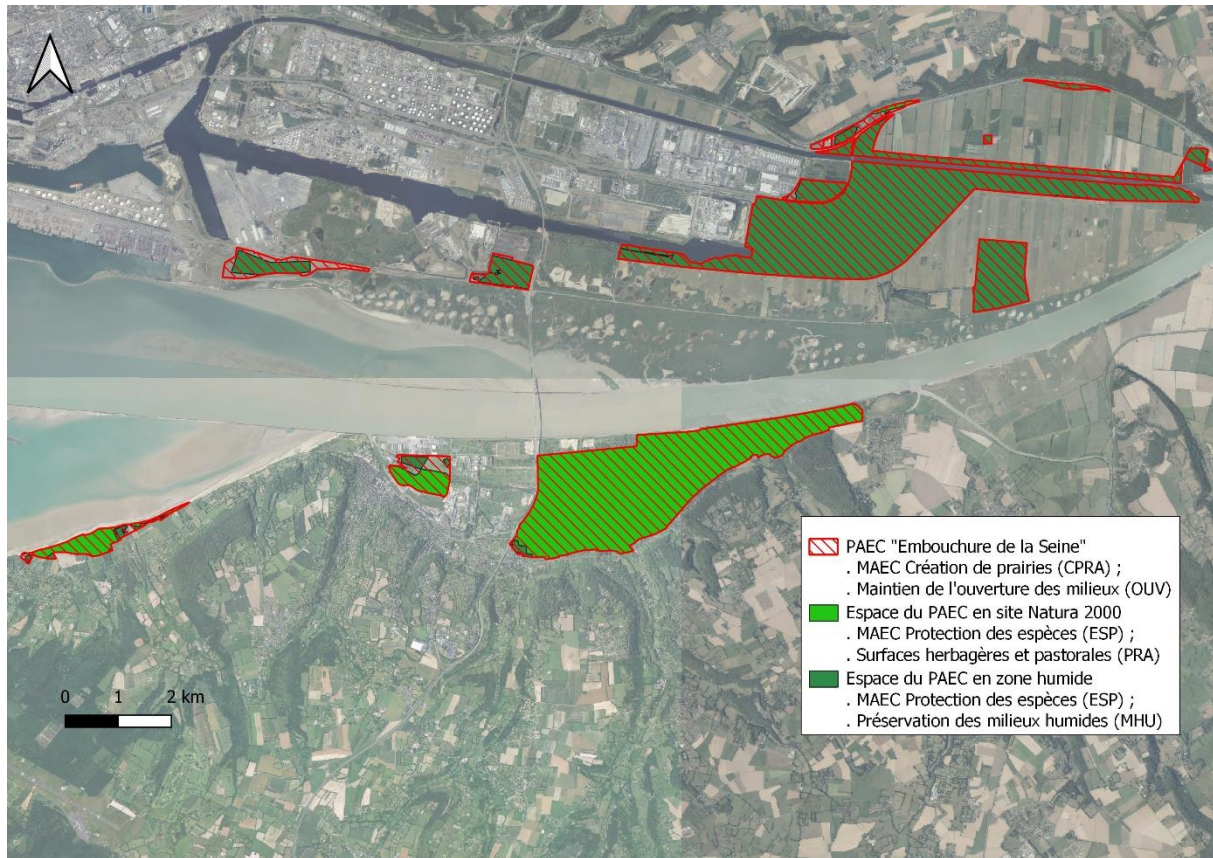 PAEC "Embouchure de la Seine"
. MAEC Création de prairies (CPRA) ;
. Maintien de l'ouverture des milieux (OUV)
Espace du PAEC en site Natura 2000
. MAEC Protection des espèces (ESP) ;
. Surfaces herbagères et pastorales (PRA)
Espace du PAEC en zone humide
. MAEC Protection des espèces (ESP) ;
. Préservation des milieux humides (MHU)
0 1 2 km